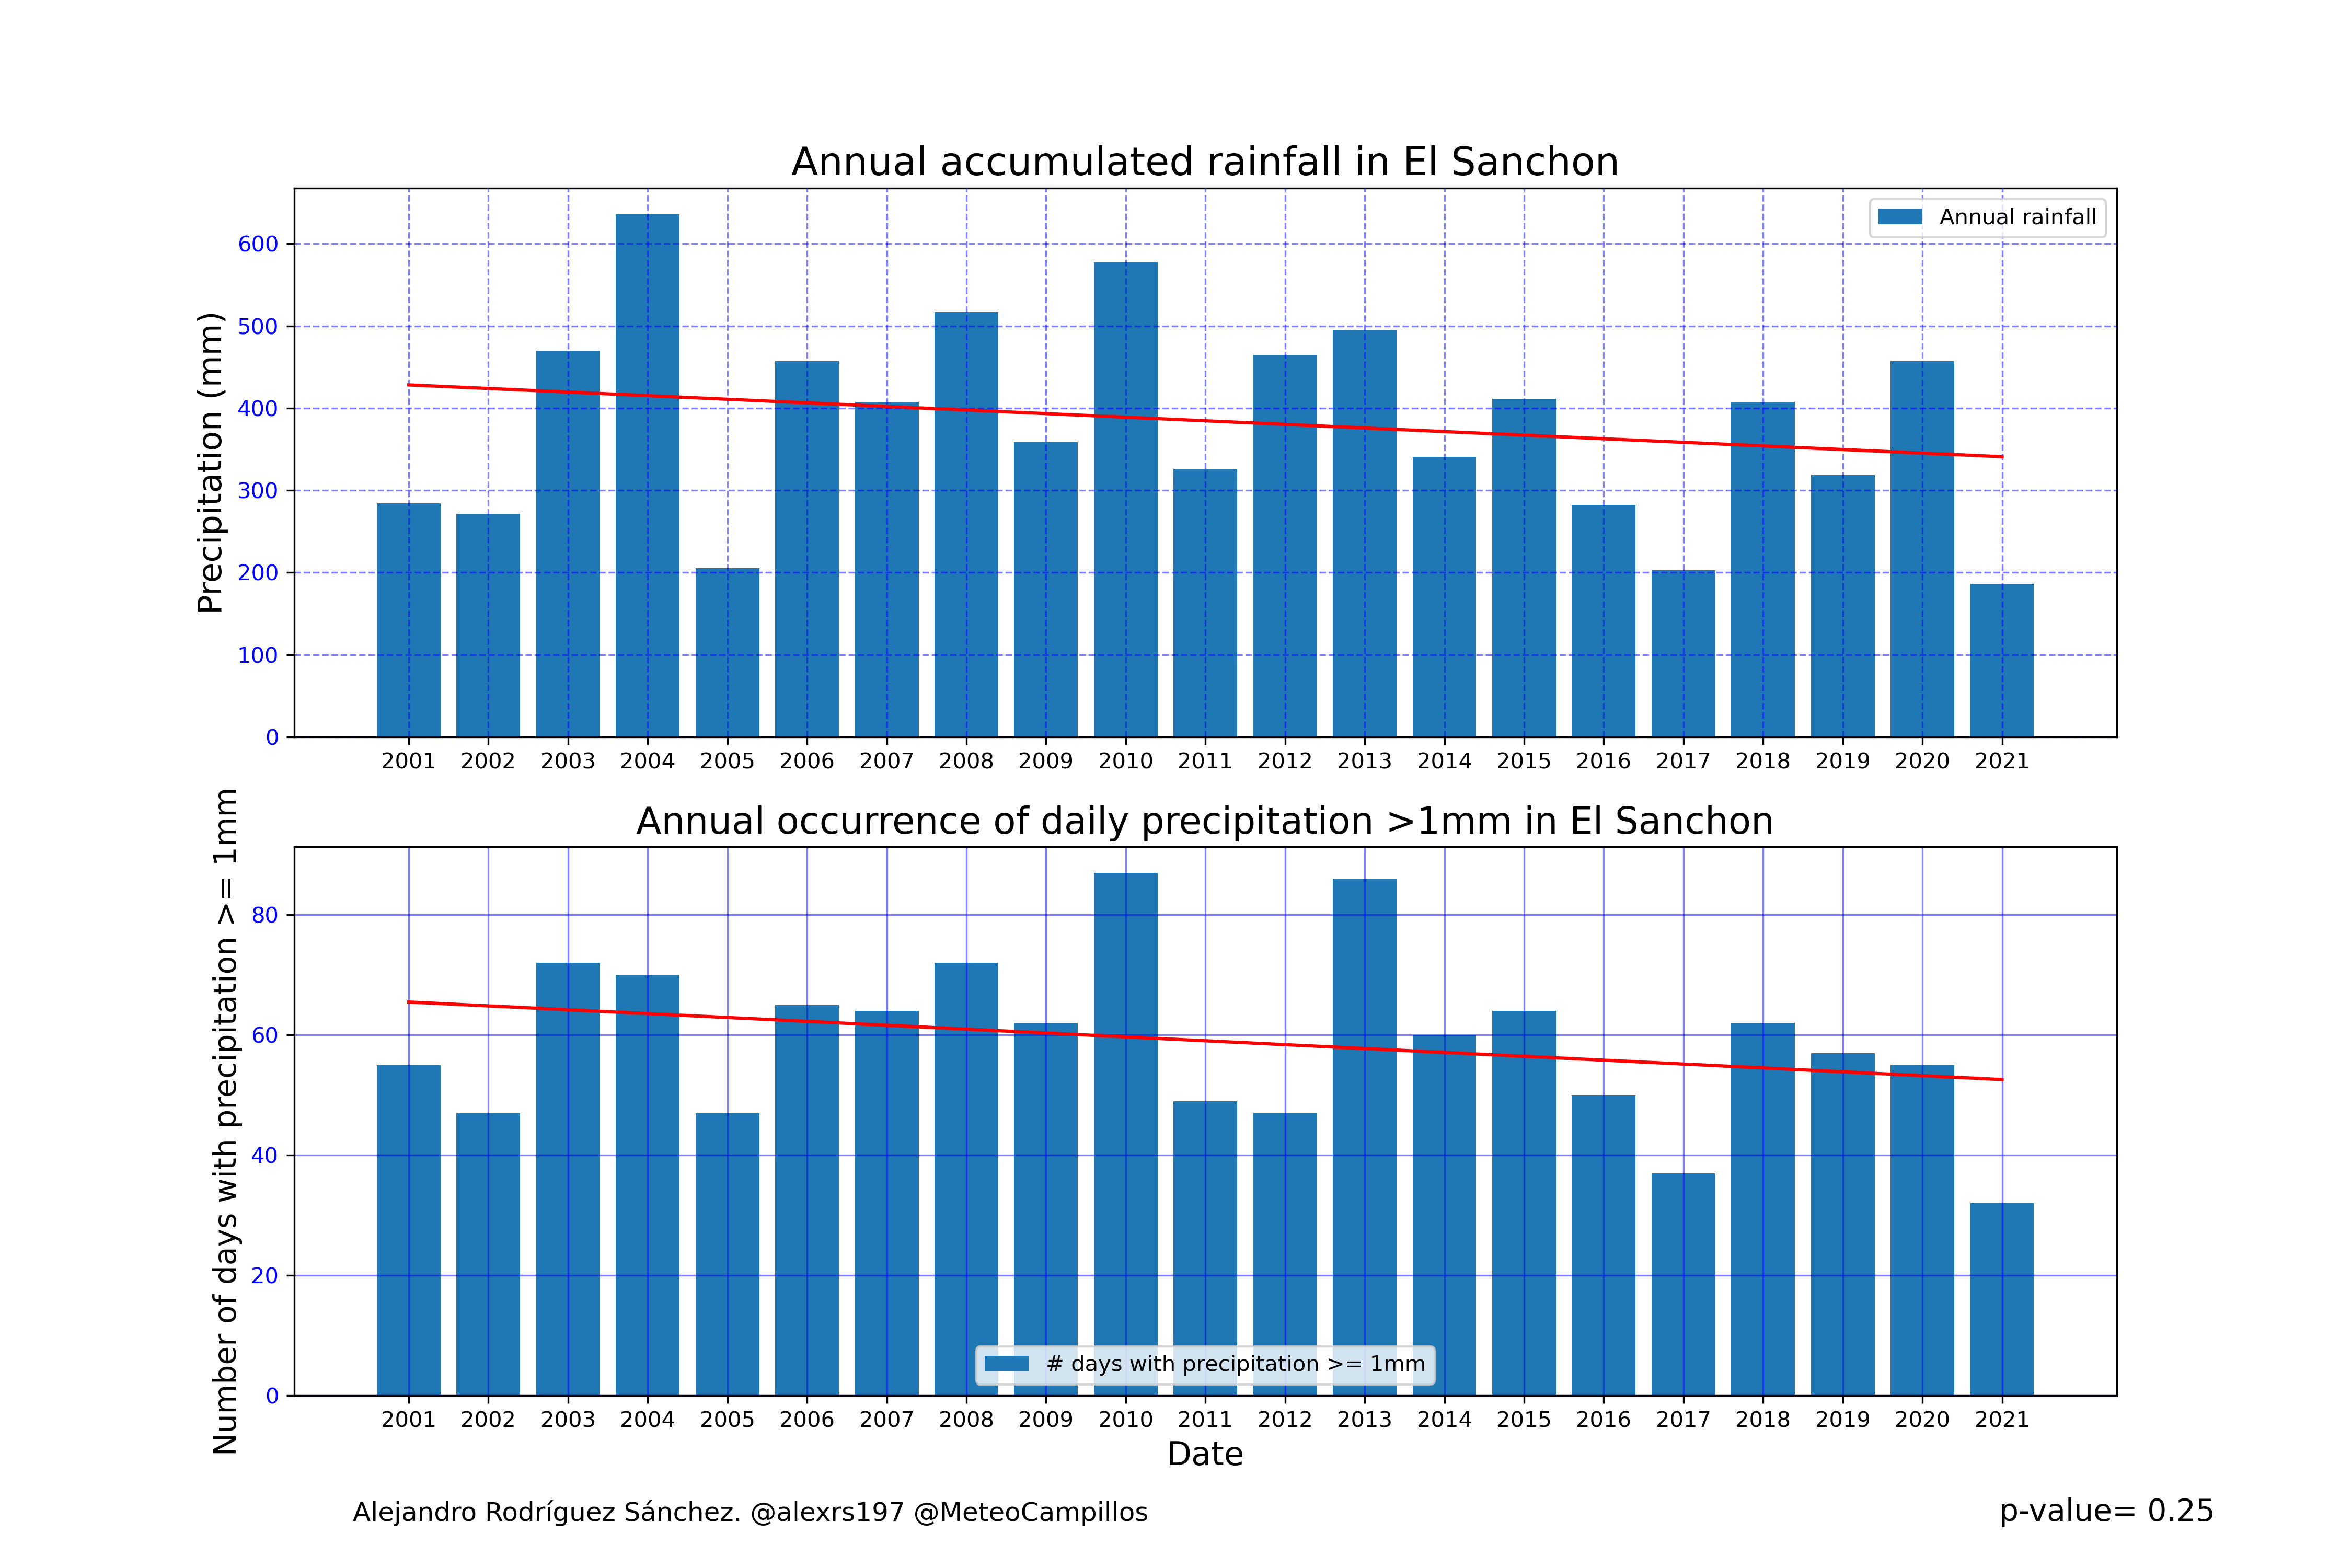 Annual accumulated rainfall in El Sanchon
Annual rainfall
Precipitation (mm)
600
500
400
300
200
100
0
2001 2002 2003 2004 2005 2006 2007 2008 2009 2010 2011 2012 2013 2014 2015 2016 2017 2018 2019 2020 2021
Annual occurrence of daily precipitation >1mm in El Sanchon
Number of days with precipitation >= 1mm
80
60
40
20
0
# days with precipitation >= 1mm
2001 2002 2003 2004 2005 2006 2007 2008 2009 2010 2011 2012 2013 2014 2015 2016 2017 2018 2019 2020 2021
Date
Alejandro Rodríguez Sánchez. @alexrs197 @MeteoCampillos
p-value= 0.25